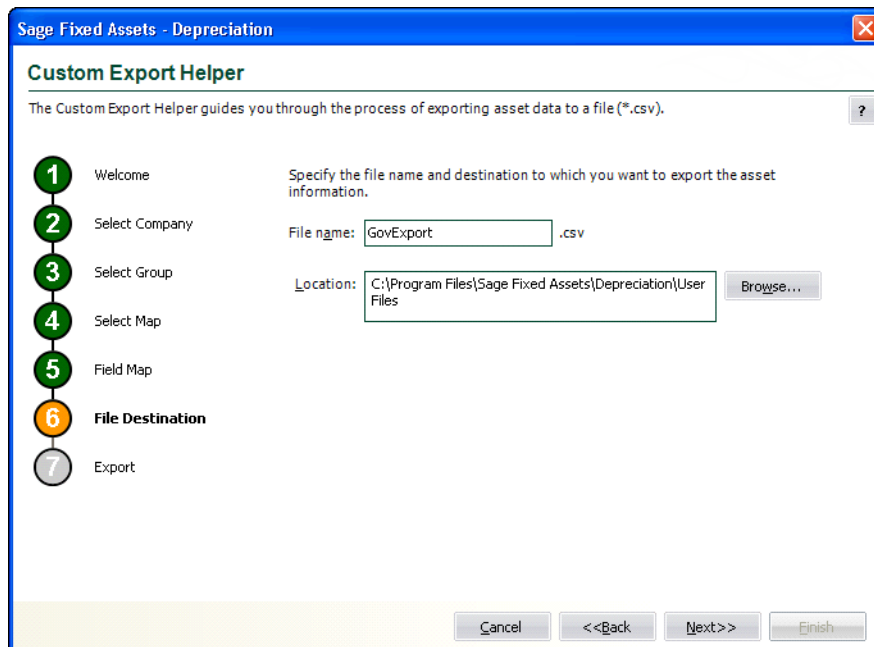 Sage Fixed Assets - Depreciation
Custom Export Helper
The Custom Export Helper guides you through the process of exporting asset data to a file (*.csv).
?
1 Welcome
2 Select Company
3 Select Group
4 Select Map
5 Field Map
6 File Destination
7 Export
Specify the file name and destination to which you want to export the asset
information.
File name: GovExport .csv
Location: C:\Program Files\Sage Fixed Assets\Depreciation\User
Files
Browse...
Cancel <<Back Next>> Finish